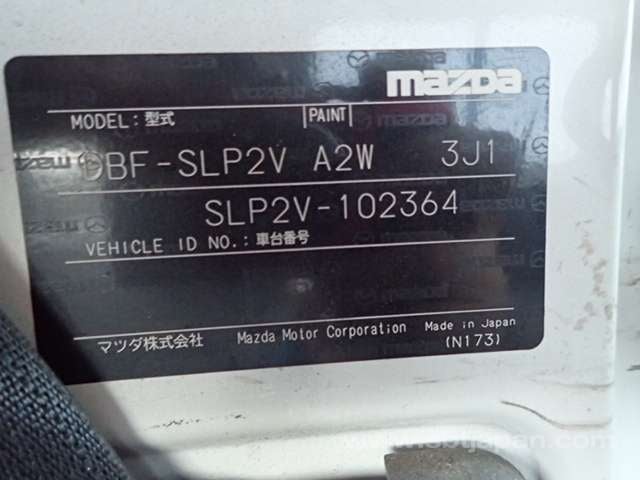 mazda
MODEL: 型式 PAINT
DBF-SLP2V A2W 3J1
SLP2V-102364
VEHICLE ID NO.: 車台番号
マツダ株式会社 Mazda Motor Corporation Made in Japan
(N173)